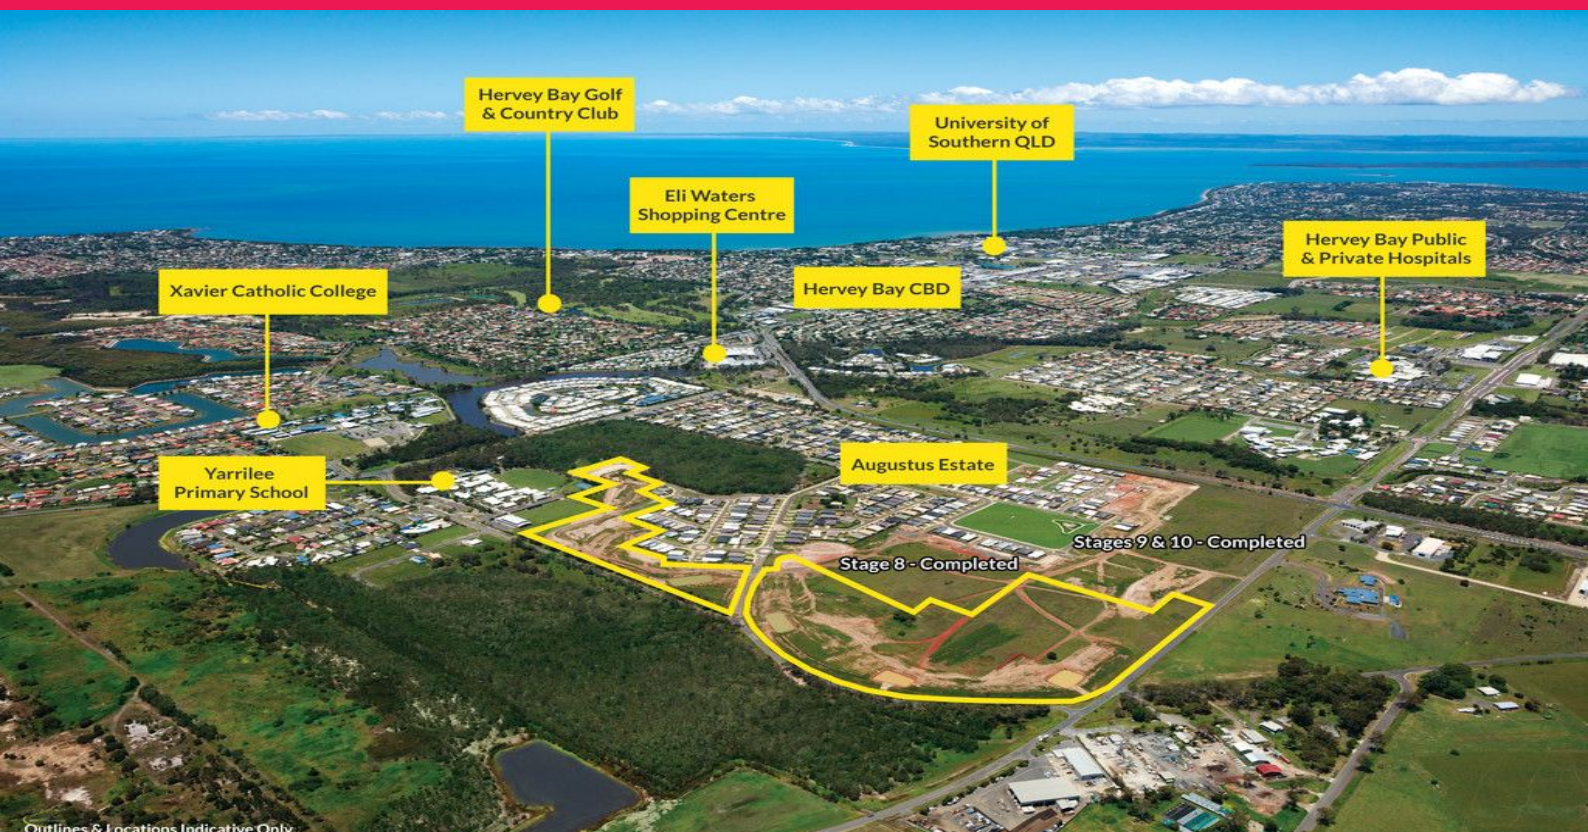 Hervey Bay Golf
& Country Club
University of
Southern QLD
Eli Waters
Shopping Centre
Hervey Bay Public
& Private Hospitals
Xavier Catholic College
Hervey Bay CBD
Yarrilee
Primary School
Augustus Estate
Stages 9 & 10 - Completed
Stage 8 - Completed
Outlines & Locations Indicative Only